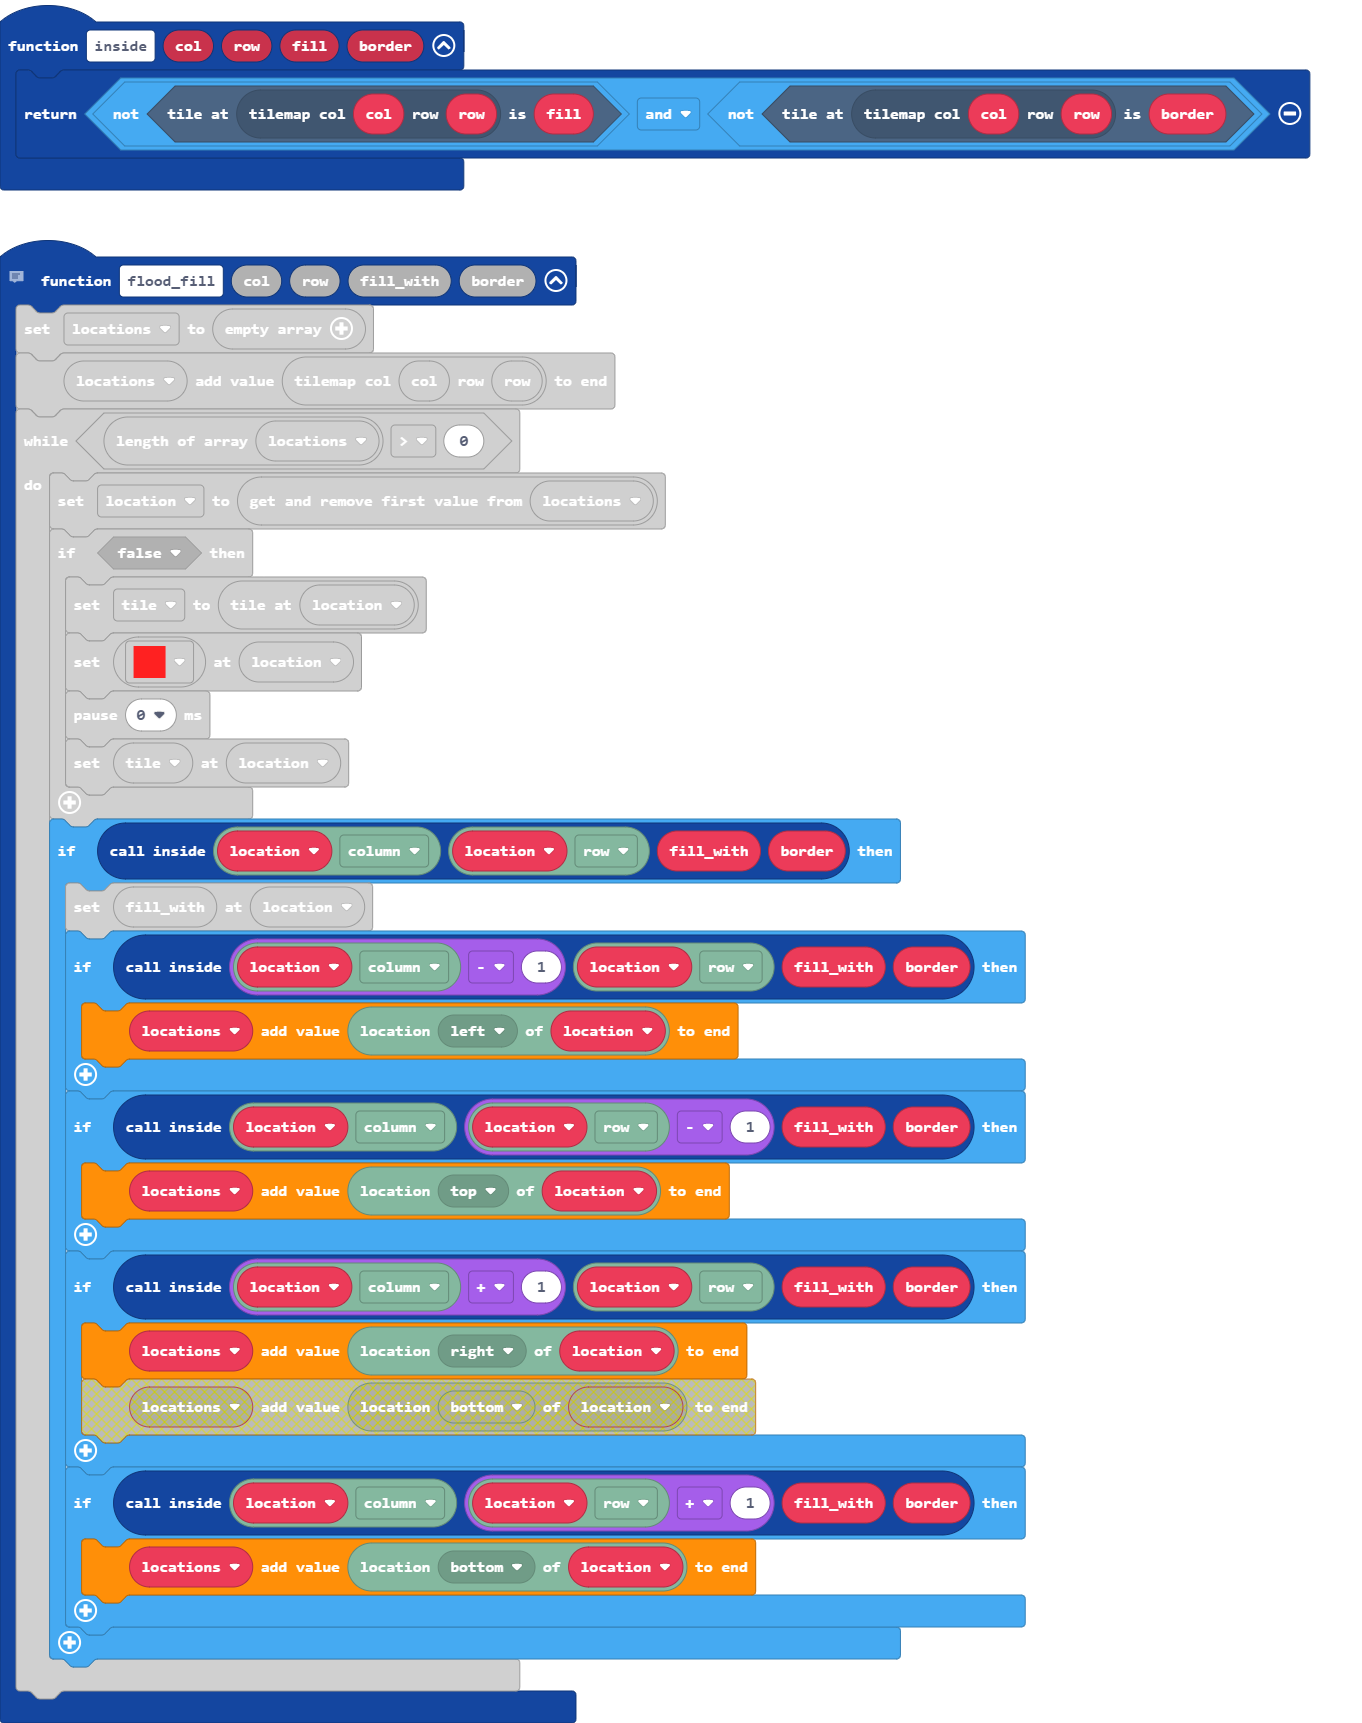 function inside col row fill border
return not tile at tilemap col col row row is fill and not tile at tilemap col col row row is border
function flood_fill col row fill_with border
set locations to empty array
locations add value tilemap col col row row to end
while length of array locations > 0
do
set location to get and remove first value from locations
if false then
set tile to tile at location
set at location
pause 0 ms
set tile at location
if call inside location column location row fill_with border then
set fill_with at location
if call inside location column - 1 location row fill_with border then
locations add value location left of location to end
if call inside location column location row - 1 fill_with border then
locations add value location top of location to end
if call inside location column + 1 location row fill_with border then
locations add value location right of location to end
locations add value location bottom of location to end
if call inside location column location row + 1 fill_with border then
locations add value location bottom of location to end